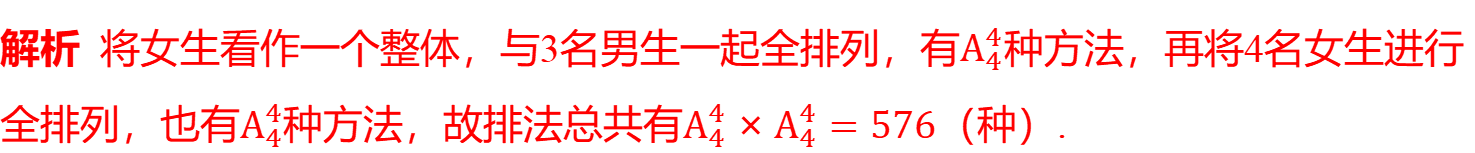 解析 将女生看作一个整体，与3名男生一起全排列，有A₄⁴种方法，再将4名女生进行
全排列，也有A₄⁴种方法，故排法总共有A₄⁴ × A₄⁴ = 576（种）.